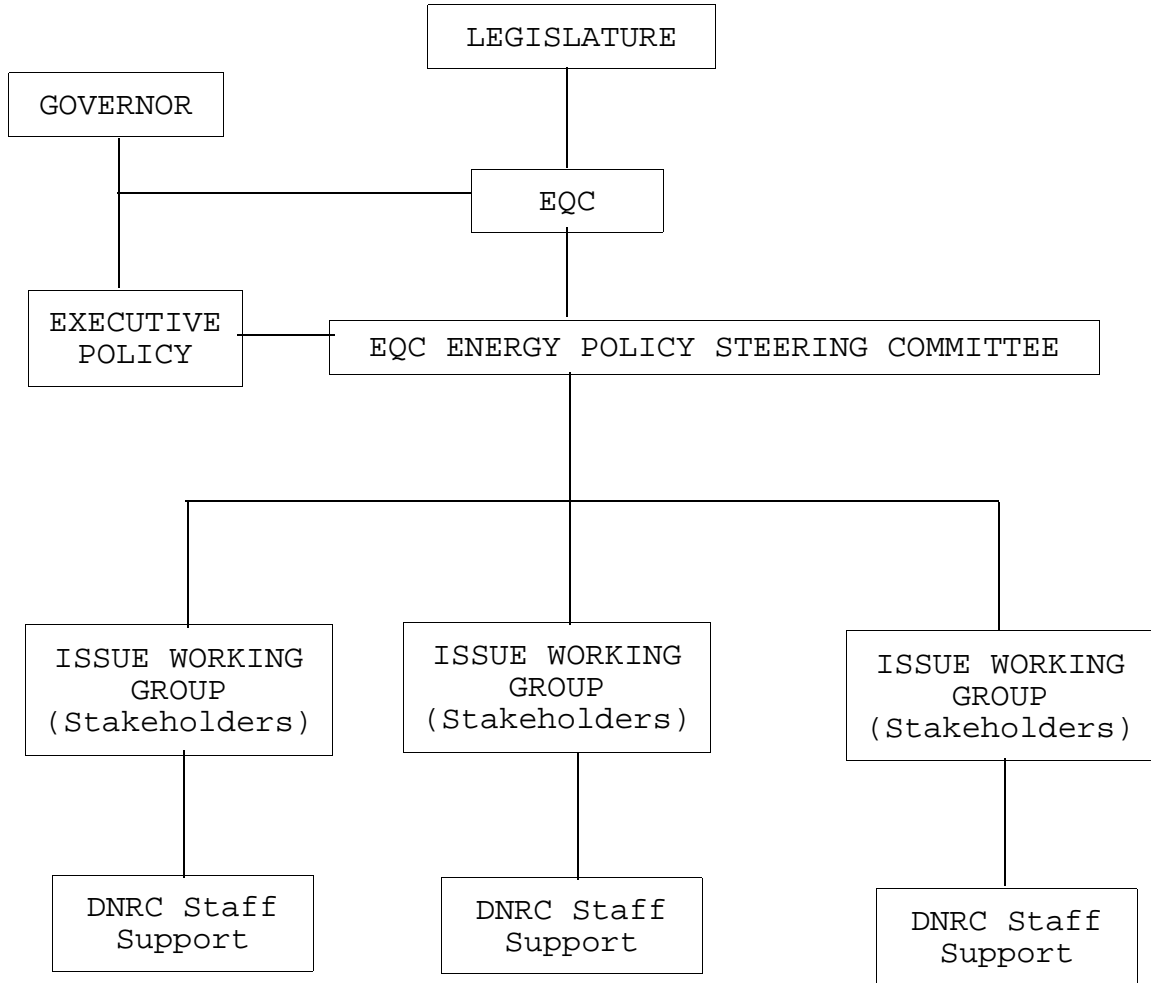 LEGISLATURE
GOVERNOR
EQC
EXECUTIVE
POLICY
EQC ENERGY POLICY STEERING COMMITTEE
ISSUE WORKING
GROUP
(Stakeholders)
ISSUE WORKING
GROUP
(Stakeholders)
ISSUE WORKING
GROUP
(Stakeholders)
DNRC Staff
Support
DNRC Staff
Support
DNRC Staff
Support